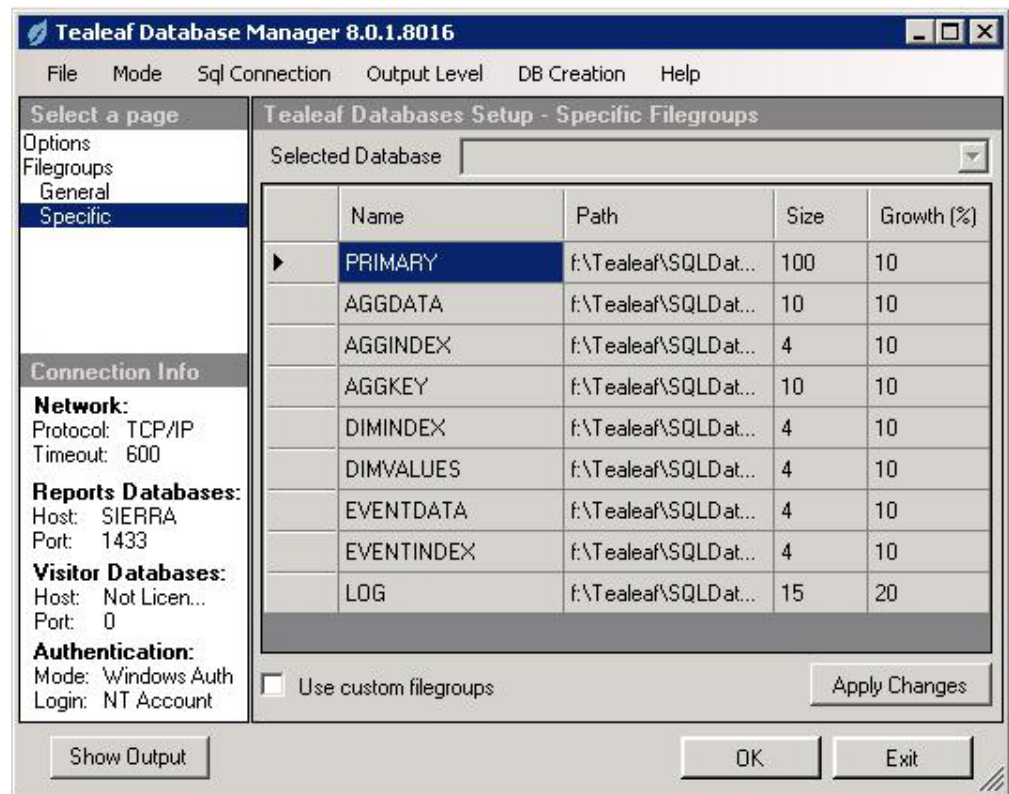 Tealeaf Database Manager 8.0.1.8016
File Mode Sql Connection Output Level DB Creation Help
Select a page
Options
Filegroups
General
Specific
Connection Info
Network:
Protocol: TCP/IP
Timeout: 600
Reports Databases:
Host: SIERRA
Port: 1433
Visitor Databases:
Host: Not Licen...
Port: 0
Authentication:
Mode: Windows Auth
Login: NT Account
Tealeaf Databases Setup - Specific Filegroups
Selected Database
Name Path Size Growth (%)
PRIMARY f:\Tealeaf\SQLDat... 100 10
AGGDATA f:\Tealeaf\SQLDat... 10 10
AGGINDEX f:\Tealeaf\SQLDat... 4 10
AGGKEY f:\Tealeaf\SQLDat... 10 10
DIMINDEX f:\Tealeaf\SQLDat... 4 10
DIMVALUES f:\Tealeaf\SQLDat... 4 10
EVENTDATA f:\Tealeaf\SQLDat... 4 10
EVENTINDEX f:\Tealeaf\SQLDat... 4 10
LOG f:\Tealeaf\SQLDat... 15 20
Use custom filegroups
Apply Changes
Show Output
OK
Exit